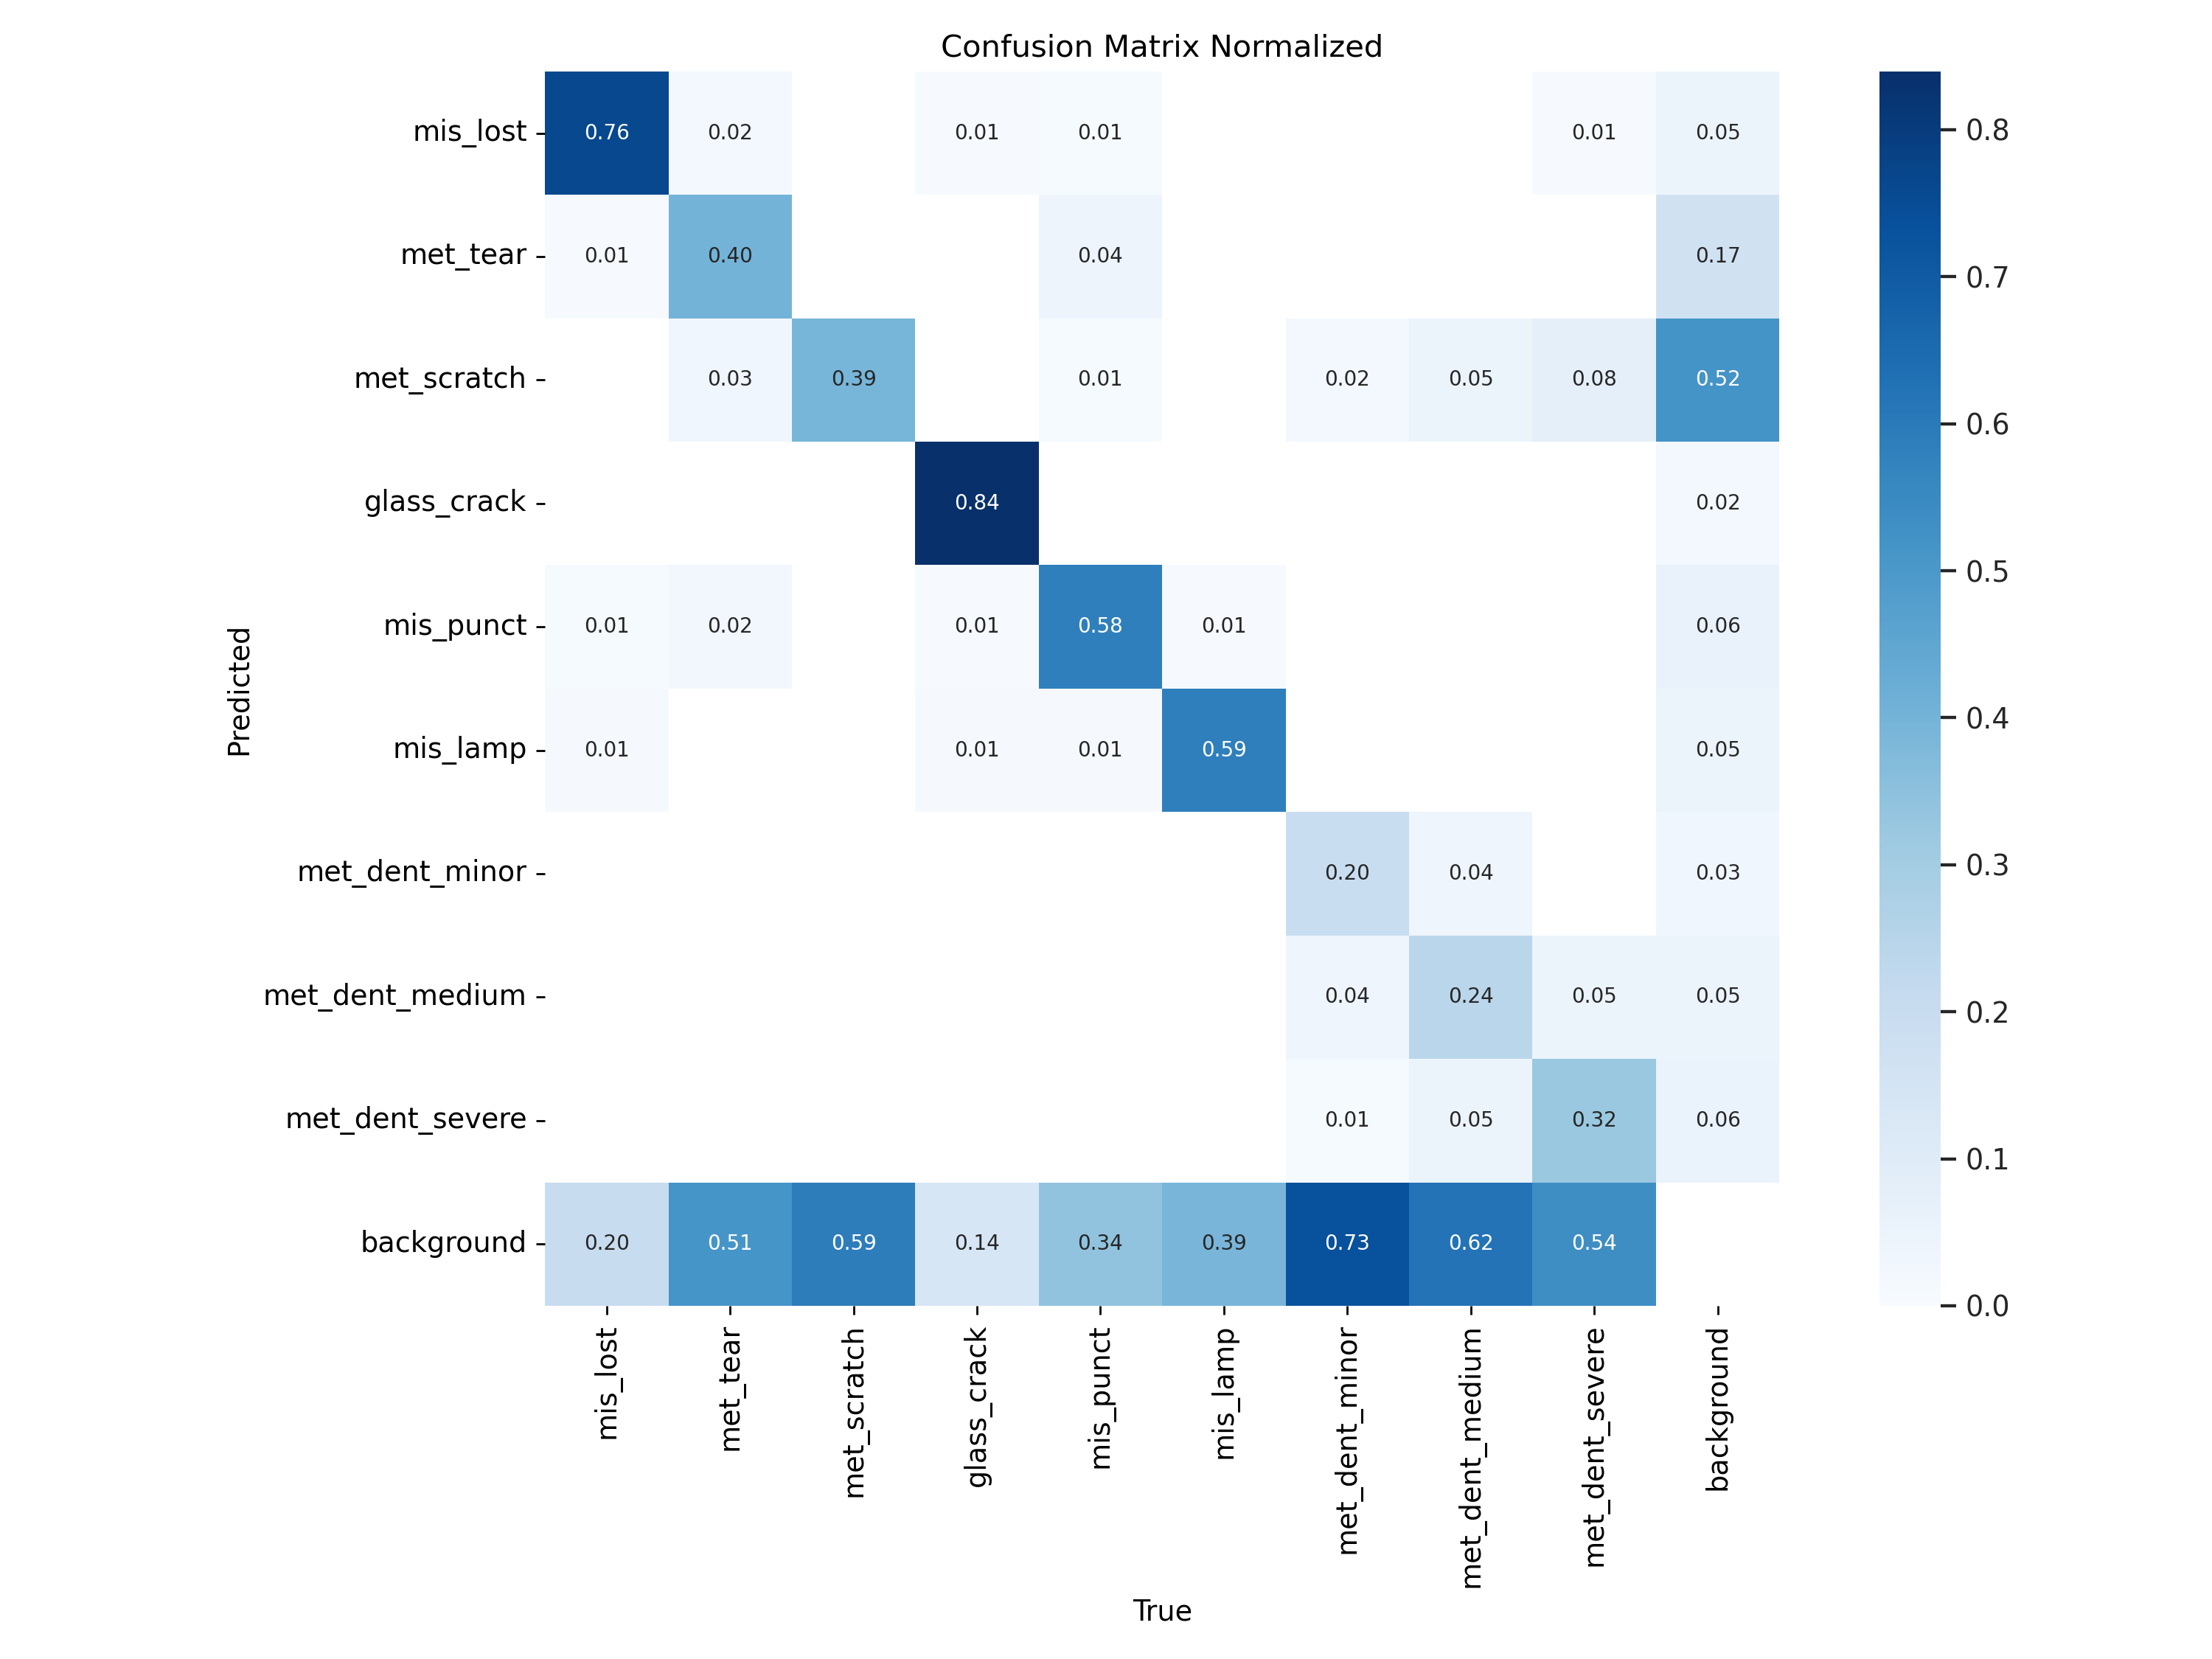 Confusion Matrix Normalized
mis_lost 0.76 0.02 0.01 0.01 0.01 0.05
met_tear 0.01 0.40 0.04 0.17
met_scratch 0.03 0.39 0.01 0.02 0.05 0.08 0.52
glass_crack 0.84 0.02
mis_punct 0.01 0.02 0.01 0.58 0.01 0.06
mis_lamp 0.01 0.01 0.01 0.59 0.05
met_dent_minor 0.20 0.04 0.03
met_dent_medium 0.04 0.24 0.05 0.05
met_dent_severe 0.01 0.05 0.32 0.06
background 0.20 0.51 0.59 0.14 0.34 0.39 0.73 0.62 0.54
Predicted
mis_lost
met_tear
met_scratch
glass_crack
mis_punct
mis_lamp
met_dent_minor
met_dent_medium
met_dent_severe
background
True
0.8
0.7
0.6
0.5
0.4
0.3
0.2
0.1
0.0